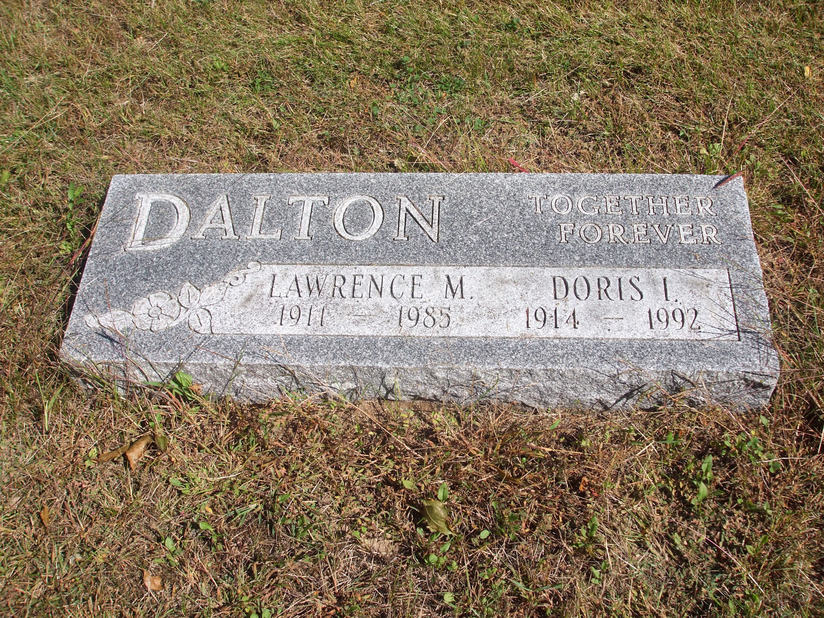 DALTON
TOGETHER
FOREVER
LAWRENCE M. DORIS I.
1911 – 1985 1914 – 1992